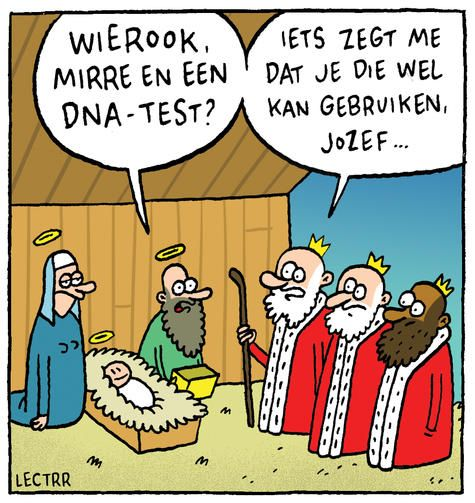 WIEROOK,
MIRRE EN EEN
DNA-TEST?
IETS ZEGT ME
DAT JE DIE WEL
KAN GEBRUIKEN,
JOZEF...
LECTRR